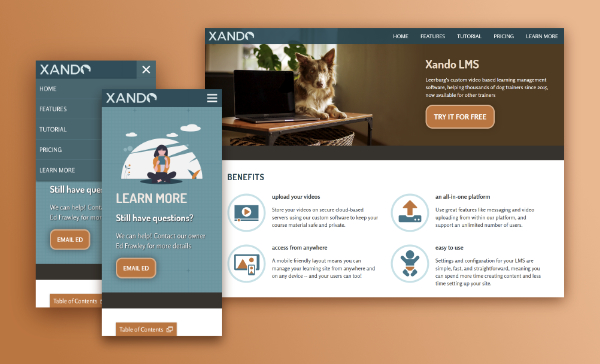 XANDO
HOME
FEATURES
TUTORIAL
PRICING
LEARN MORE
Still have ques
We can help! Conta
Ed Frawley for mor
EMAIL ED
Table of Contents
XANDO
LEARN MORE
Still have questions?
We can help! Contact our owner
Ed Frawley for more details
EMAIL ED
Table of Contents
XANDO
HOME FEATURES TUTORIAL PRICING LEARN MORE
Xando LMS
Leerburg's custom video based learning management
software, helping thousands of dog trainers since 2015,
now available for other trainers
TRY IT FOR FREE
BENEFITS
upload your videos
Store your videos on secure cloud-based
servers using our custom software to keep your
course material safe and private.
an all-in-one platform
Use great features like messaging and video
uploading from within our platform, and
support an unlimited number of users.
access from anywhere
A mobile friendly layout means you can
manage your learning site from anywhere and
on any device – and your users can too!
easy to use
Settings and configuration for your LMS are
simple, fast, and straightforward, meaning you
can spend more time creating content and less
time setting up your site.